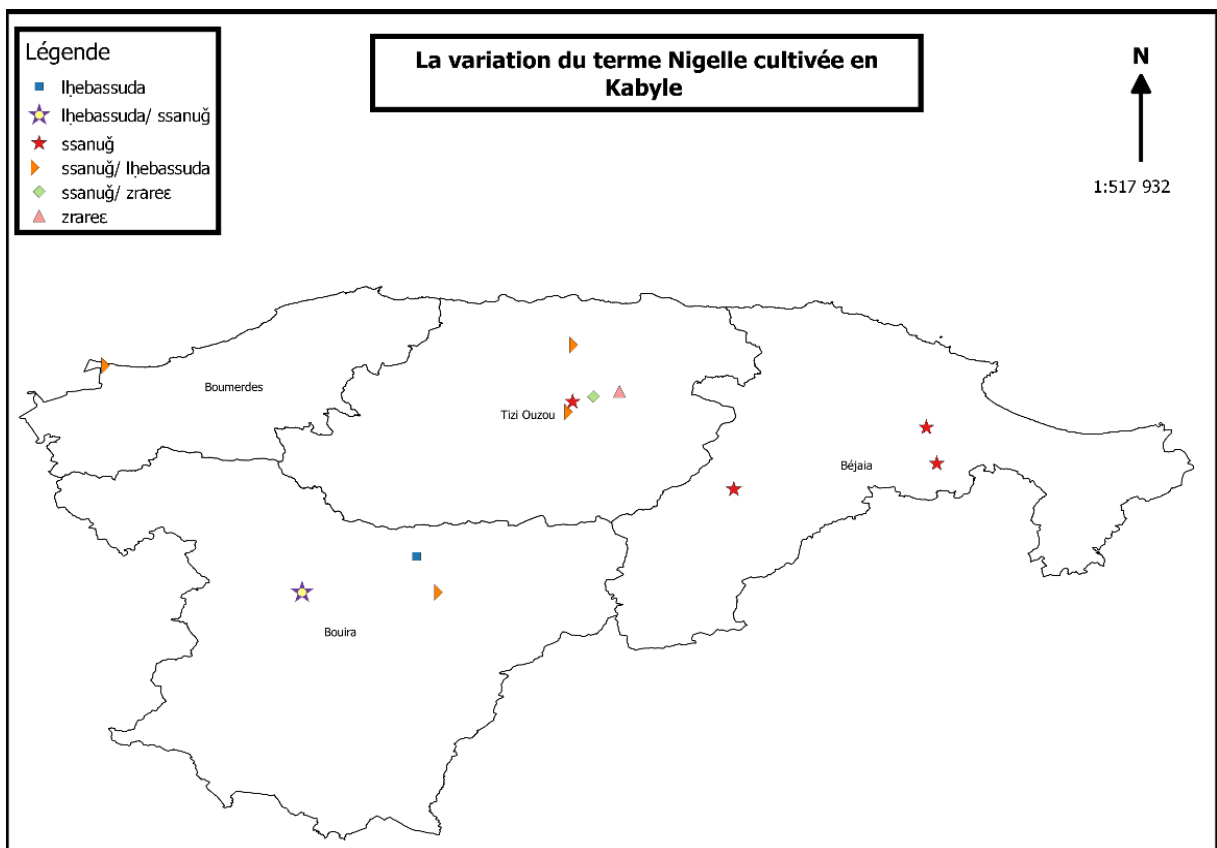 Légende
lḥebassuda
lḥebassuda/ ssanuǧ
ssanuǧ
ssanuǧ/ lḥebassuda
ssanuǧ/ zrareɛ
zrareɛ
La variation du terme Nigelle cultivée en
Kabyle
N
1:517 932
Boumerdes
Tizi Ouzou
Béjaia
Bouira